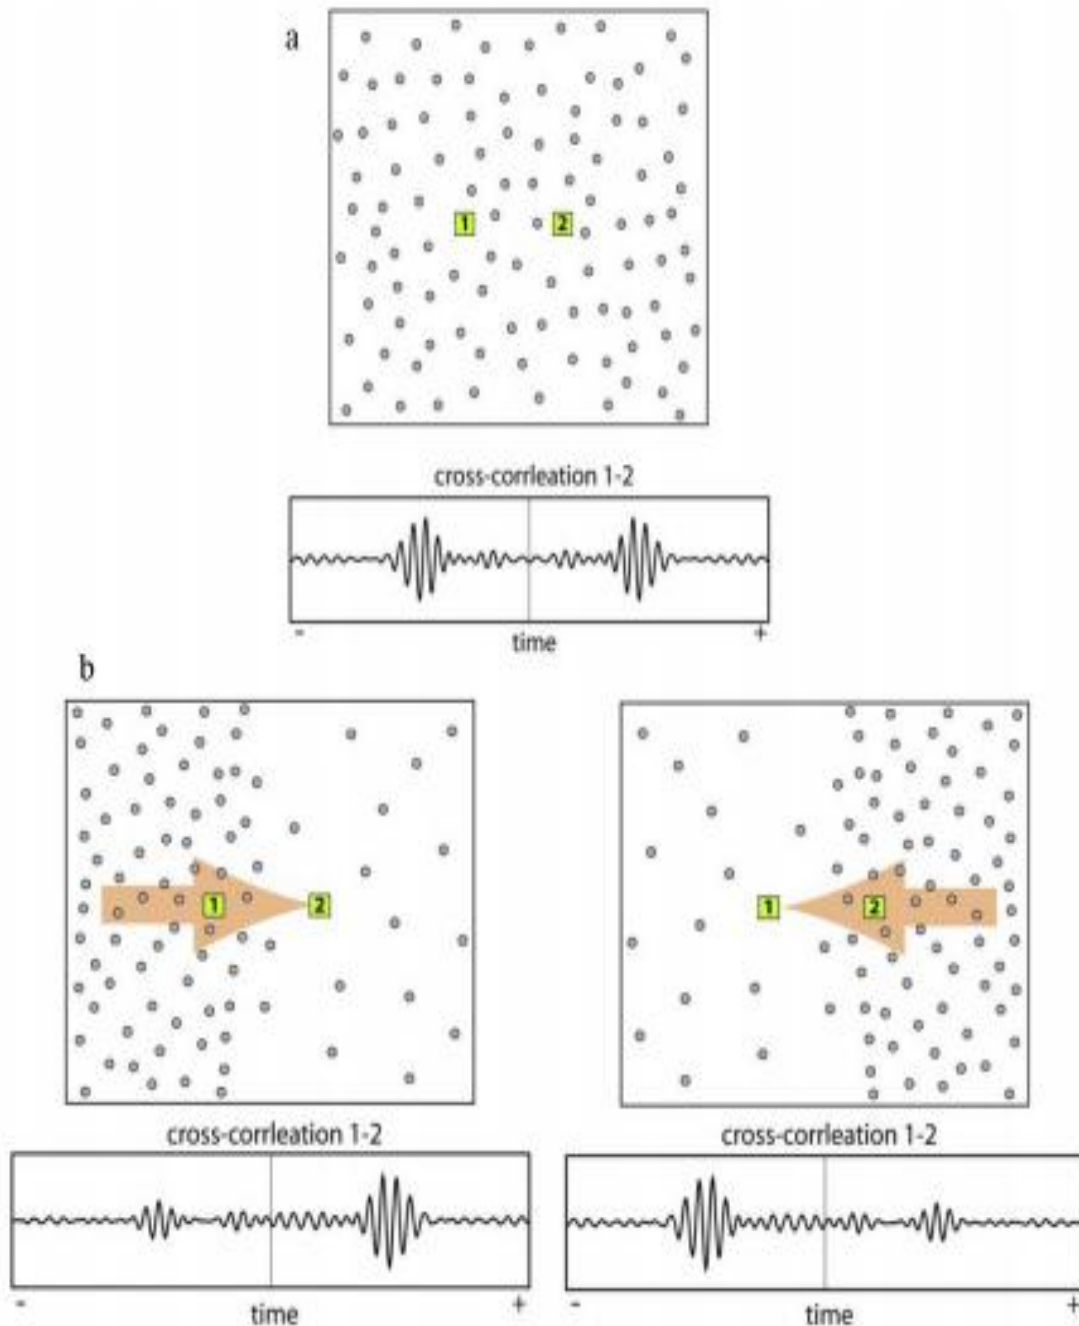 a
1
2
cross-corrleation 1-2
-
+
time
b
1
2
1
2
cross-corrleation 1-2
cross-corrleation 1-2
-
+
-
+
time
time